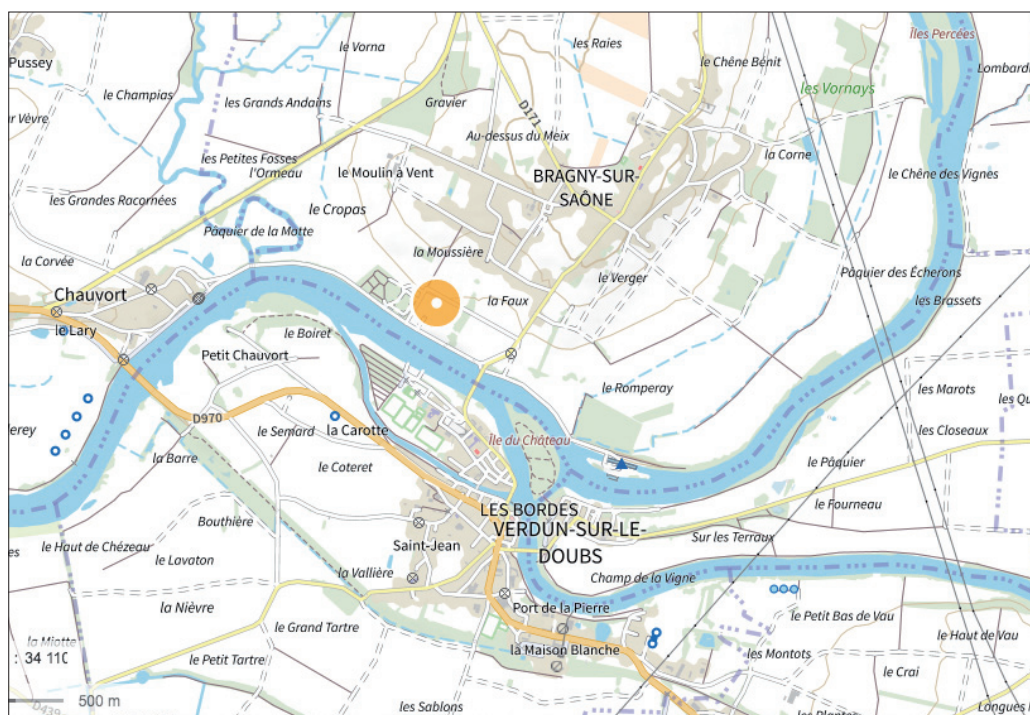 les Raies
Îles Percées
le Vorna
Pussey
le Chêne Bénit
Lombard
les Vornays
le Champias
les Grands Andains
Gravier
D171
Au-dessus du Meix
les Petites Fosses
l'Ormeau
la Corne
le Moulin à Vent
BRAGNY-SUR-
SAÔNE
le Chêne des Vignes
les Grandes Racornées
le Cropas
Pâquier de la Motte
la Corvée
la Moussière
le Verger
Pâquier des Écherons
Chauvort
la Faux
les Brassets
le Lary
le Boiret
Petit Chauvort
le Romperay
les Marots
D970
la Carotte
le Semard
les Closeaux
Île du Château
la Barre
le Coteret
le Pâquier
LES BORDES
le Fourneau
Bouthière
VERDUN-SUR-LE-
DOUBS
Sur les Terraux
le Haut de Chézeau
Saint-Jean
le Lavaton
la Vallière
Champ de la Vigne
la Nièvre
Port de la Pierre
le Petit Bas de Vau
le Grand Tartre
le Haut de Vau
la Miotte
la Maison Blanche
: 34 110
le Petit Tartre
les Montots
le Crai
500 m
les Sablons
D439